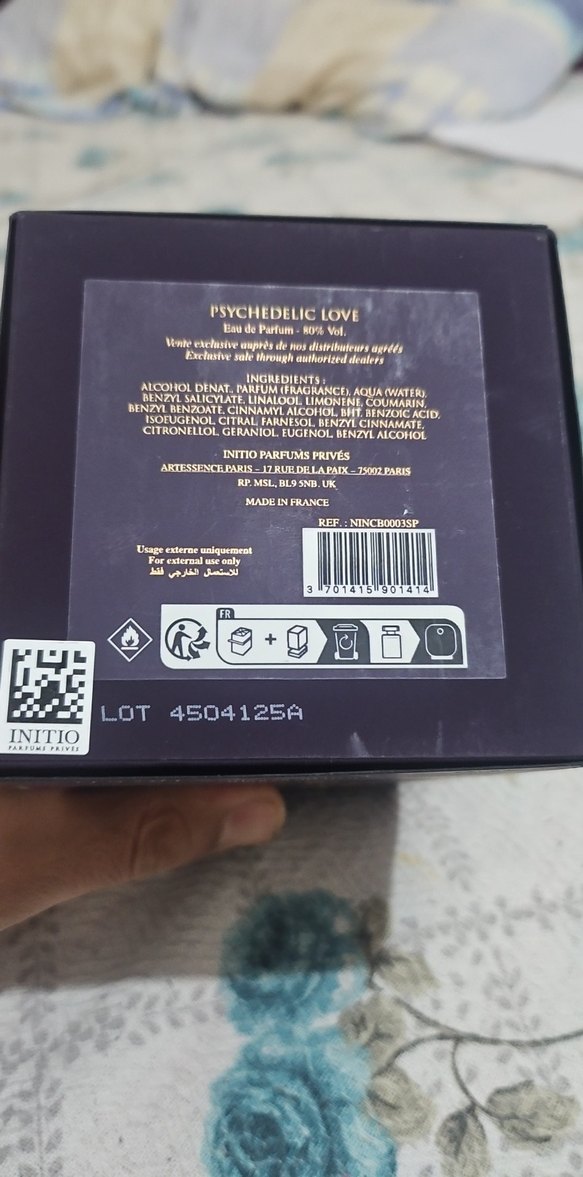 PSYCHEDELIC LOVE
Eau de Parfum - 80% Vol.
Vente exclusive auprès de nos distributeurs agréés
Exclusive sale through authorized dealers
INGREDIENTS :
ALCOHOL DENAT., PARFUM (FRAGRANCE), AQUA (WATER),
BENZYL SALICYLATE, LINALOOL, LIMONENE, COUMARIN,
BENZYL BENZOATE, CINNAMYL ALCOHOL, BHT, BENZOIC ACID,
ISOEUGENOL, CITRAL, FARNESOL, BENZYL CINNAMATE,
CITRONELLOL, GERANIOL, EUGENOL, BENZYL ALCOHOL
INITIO PARFUMS PRIVÉS
ARTESSENCE PARIS – 17 RUE DE LA PAIX – 75002 PARIS
RP. MSL, BL9 5NB. UK
MADE IN FRANCE
REF. : NINCB0003SP
Usage externe uniquement
For external use only
للاستعمال الخارجي فقط
3 701415 901414
FR
LOT 4504125A
INITIO
PARFUMS PRIVÉS